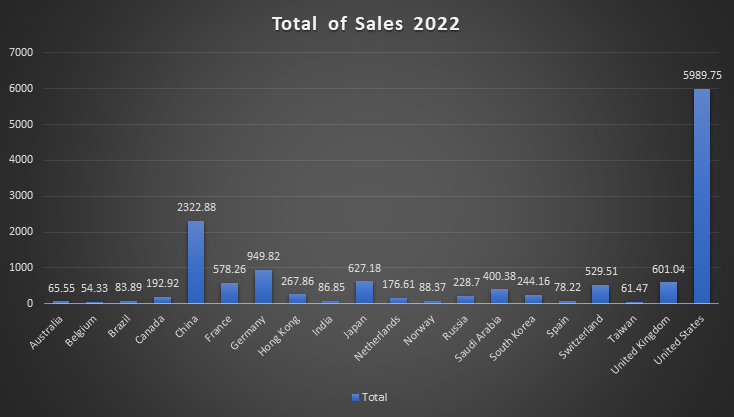 Total of Sales 2022
7000
6000
5000
4000
3000
2000
1000
0
65.55
54.33
83.89
192.92
2322.88
578.26
949.82
267.86
86.85
627.18
176.61
88.37
228.7
400.38
244.16
78.22
529.51
61.47
601.04
5989.75
Australia
Belgium
Brazil
Canada
China
France
Germany
Hong Kong
India
Japan
Netherlands
Norway
Russia
Saudi Arabia
South Korea
Spain
Switzerland
Taiwan
United Kingdom
United States
Total